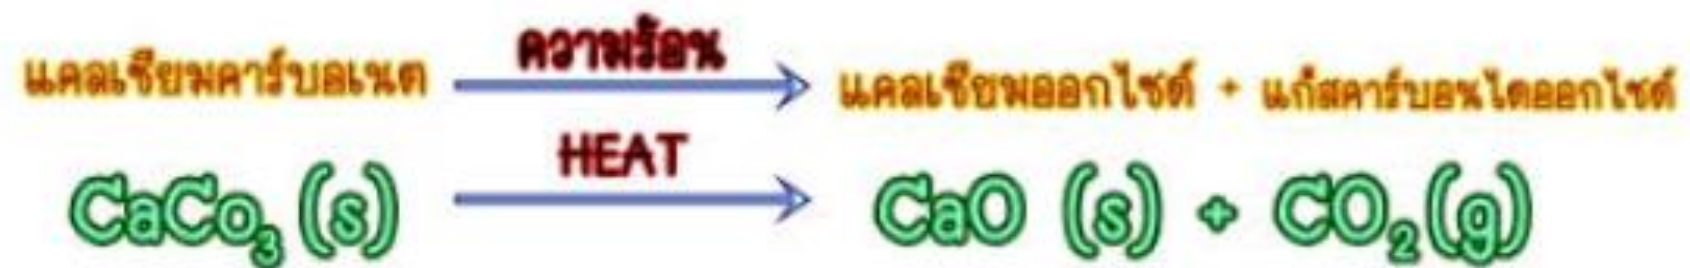 ความร้อน
แคลเซียมคาร์บอเนต → แคลเซียมออกไซด์ + แก๊สคาร์บอนไดออกไซด์
HEAT
CaCo₃ (s) → CaO (s) + CO₂(g)